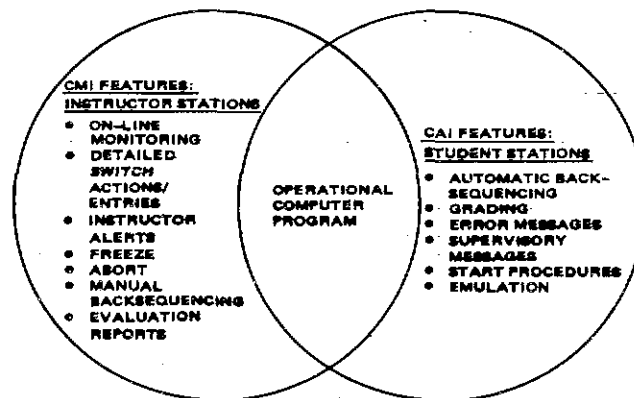 CMI FEATURES:
INSTRUCTOR STATIONS
● ON-LINE
MONITORING
● DETAILED
SWITCH
ACTIONS/
ENTRIES
● INSTRUCTOR
ALERTS
● FREEZE
● ABORT
● MANUAL
BACKSEQUENCING
● EVALUATION
REPORTS
OPERATIONAL
COMPUTER
PROGRAM
CAI FEATURES:
STUDENT STATIONS
● AUTOMATIC BACK-
SEQUENCING
● GRADING
● ERROR MESSAGES
● SUPERVISORY
MESSAGES
● START PROCEDURES
● EMULATION